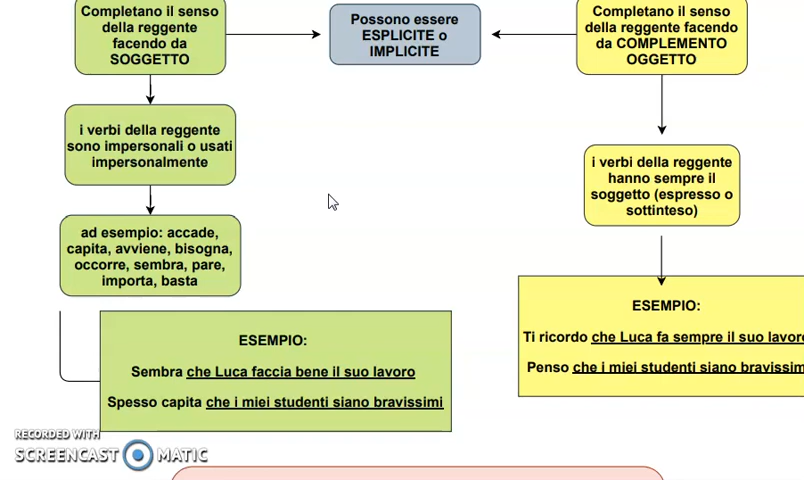 Completano il senso
della reggente
facendo da
SOGGETTO
Possono essere
ESPLICITE o
IMPLICITE
Completano il senso
della reggente facendo
da COMPLEMENTO
OGGETTO
i verbi della reggente
sono impersonali o usati
impersonalmente
i verbi della reggente
hanno sempre il
soggetto (espresso o
sottinteso)
ad esempio: accade,
capita, avviene, bisogna,
occorre, sembra, pare,
importa, basta
ESEMPIO:
Sembra che Luca faccia bene il suo lavoro
Spesso capita che i miei studenti siano bravissimi
ESEMPIO:
Ti ricordo che Luca fa sempre il suo lavoro
Penso che i miei studenti siano bravissim
RECORDED WITH
SCREENCAST MATIC